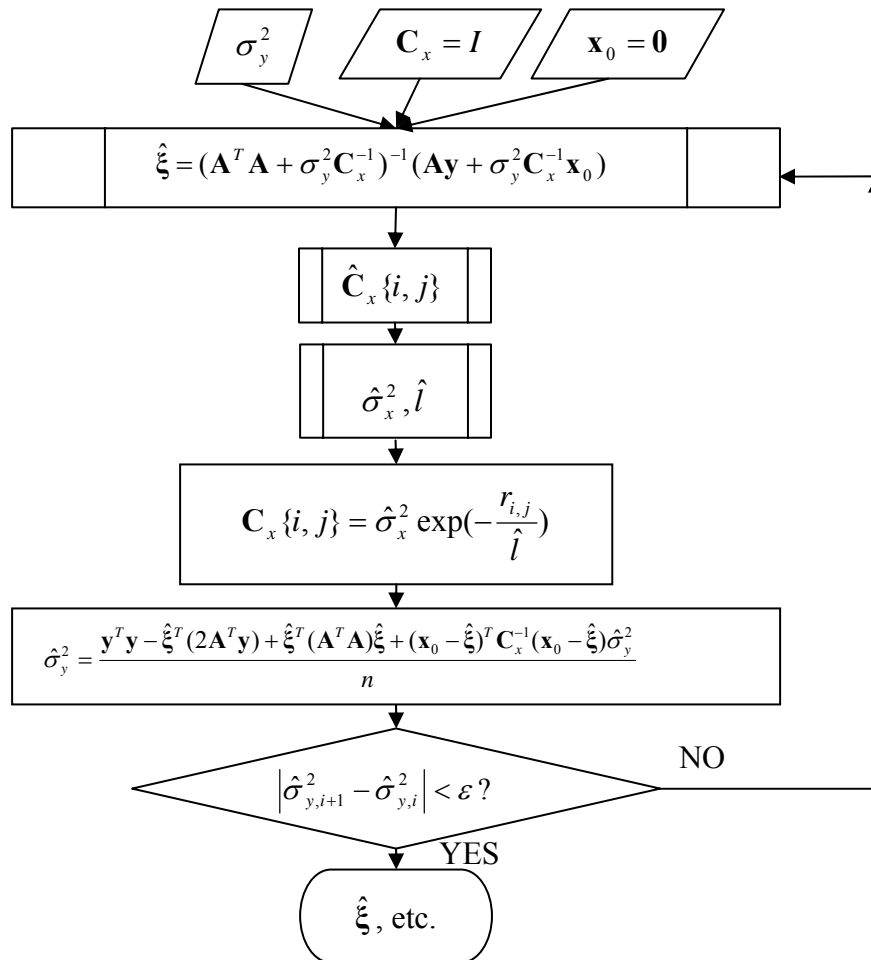 σ_y^2
C_x = I
x_0 = 0
ξ̂ = (A^T A + σ_y^2 C_x^{-1})^{-1} (Ay + σ_y^2 C_x^{-1} x_0)
Ĉ_x {i, j}
σ̂_x^2 , l̂
C_x {i, j} = σ̂_x^2 exp(− r_{i,j} / l̂ )
σ̂_y^2 = (y^T y − ξ̂^T (2A^T y) + ξ̂^T (A^T A) ξ̂ + (x_0 − ξ̂)^T C_x^{-1} (x_0 − ξ̂) σ̂_y^2) / n
NO
|σ̂_{y,i+1}^2 − σ̂_{y,i}^2| < ε ?
YES
ξ̂ , etc.